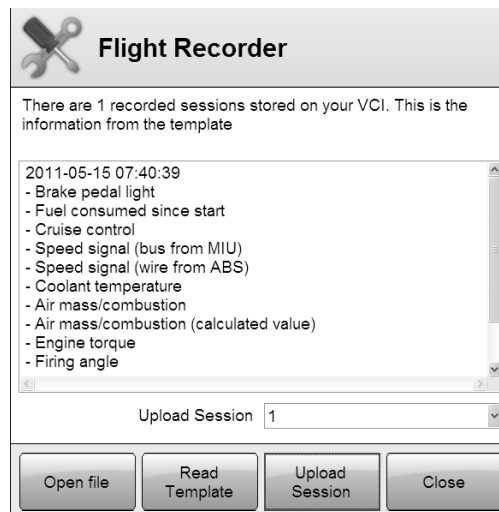 Flight Recorder
There are 1 recorded sessions stored on your VCI. This is the
information from the template
2011-05-15 07:40:39
- Brake pedal light
- Fuel consumed since start
- Cruise control
- Speed signal (bus from MIU)
- Speed signal (wire from ABS)
- Coolant temperature
- Air mass/combustion
- Air mass/combustion (calculated value)
- Engine torque
- Firing angle
Upload Session 1
Open file
Read
Template
Upload
Session
Close